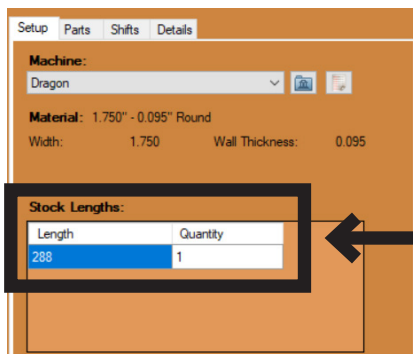 Setup Parts Shifts Details
Machine:
Dragon
Material: 1.750" - 0.095" Round
Width: 1.750 Wall Thickness: 0.095
Stock Lengths:
Length Quantity
288 1